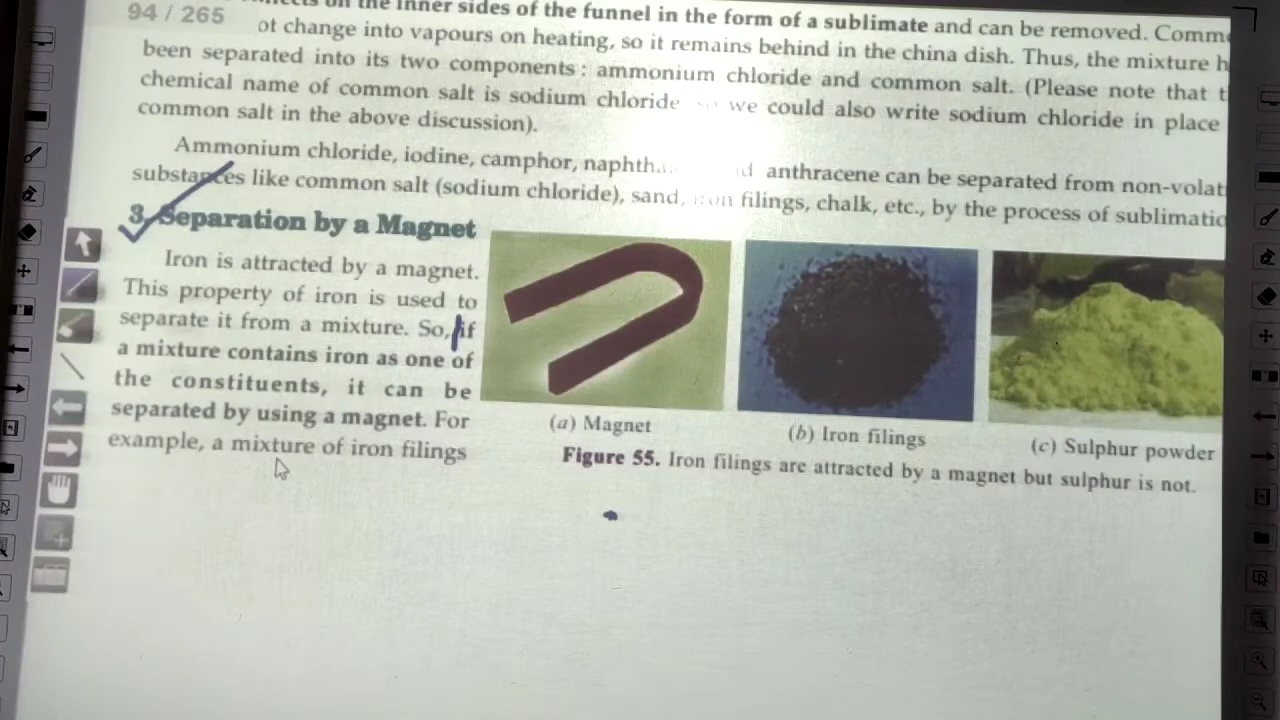 94 / 265
on the inner sides of the funnel in the form of a sublimate and can be removed.
ot change into vapours on heating, so it remains behind in the china dish. Thus, the mixture h
been separated into its two components : ammonium chloride and common salt. (Please note that t
chemical name of common salt is sodium chloride we could also write sodium chloride in place
common salt in the above discussion).
Ammonium chloride, iodine, camphor, naphth anthracene can be separated from non-volat
substances like common salt (sodium chloride), sand, iron filings, chalk, etc., by the process of sublimatio
3. Separation by a Magnet
Iron is attracted by a magnet.
This property of iron is used to
separate it from a mixture. So, if
a mixture contains iron as one of
the constituents, it can be
separated by using a magnet. For
example, a mixture of iron filings
(a) Magnet
(b) Iron filings
(c) Sulphur powder
Figure 55. Iron filings are attracted by a magnet but sulphur is not.